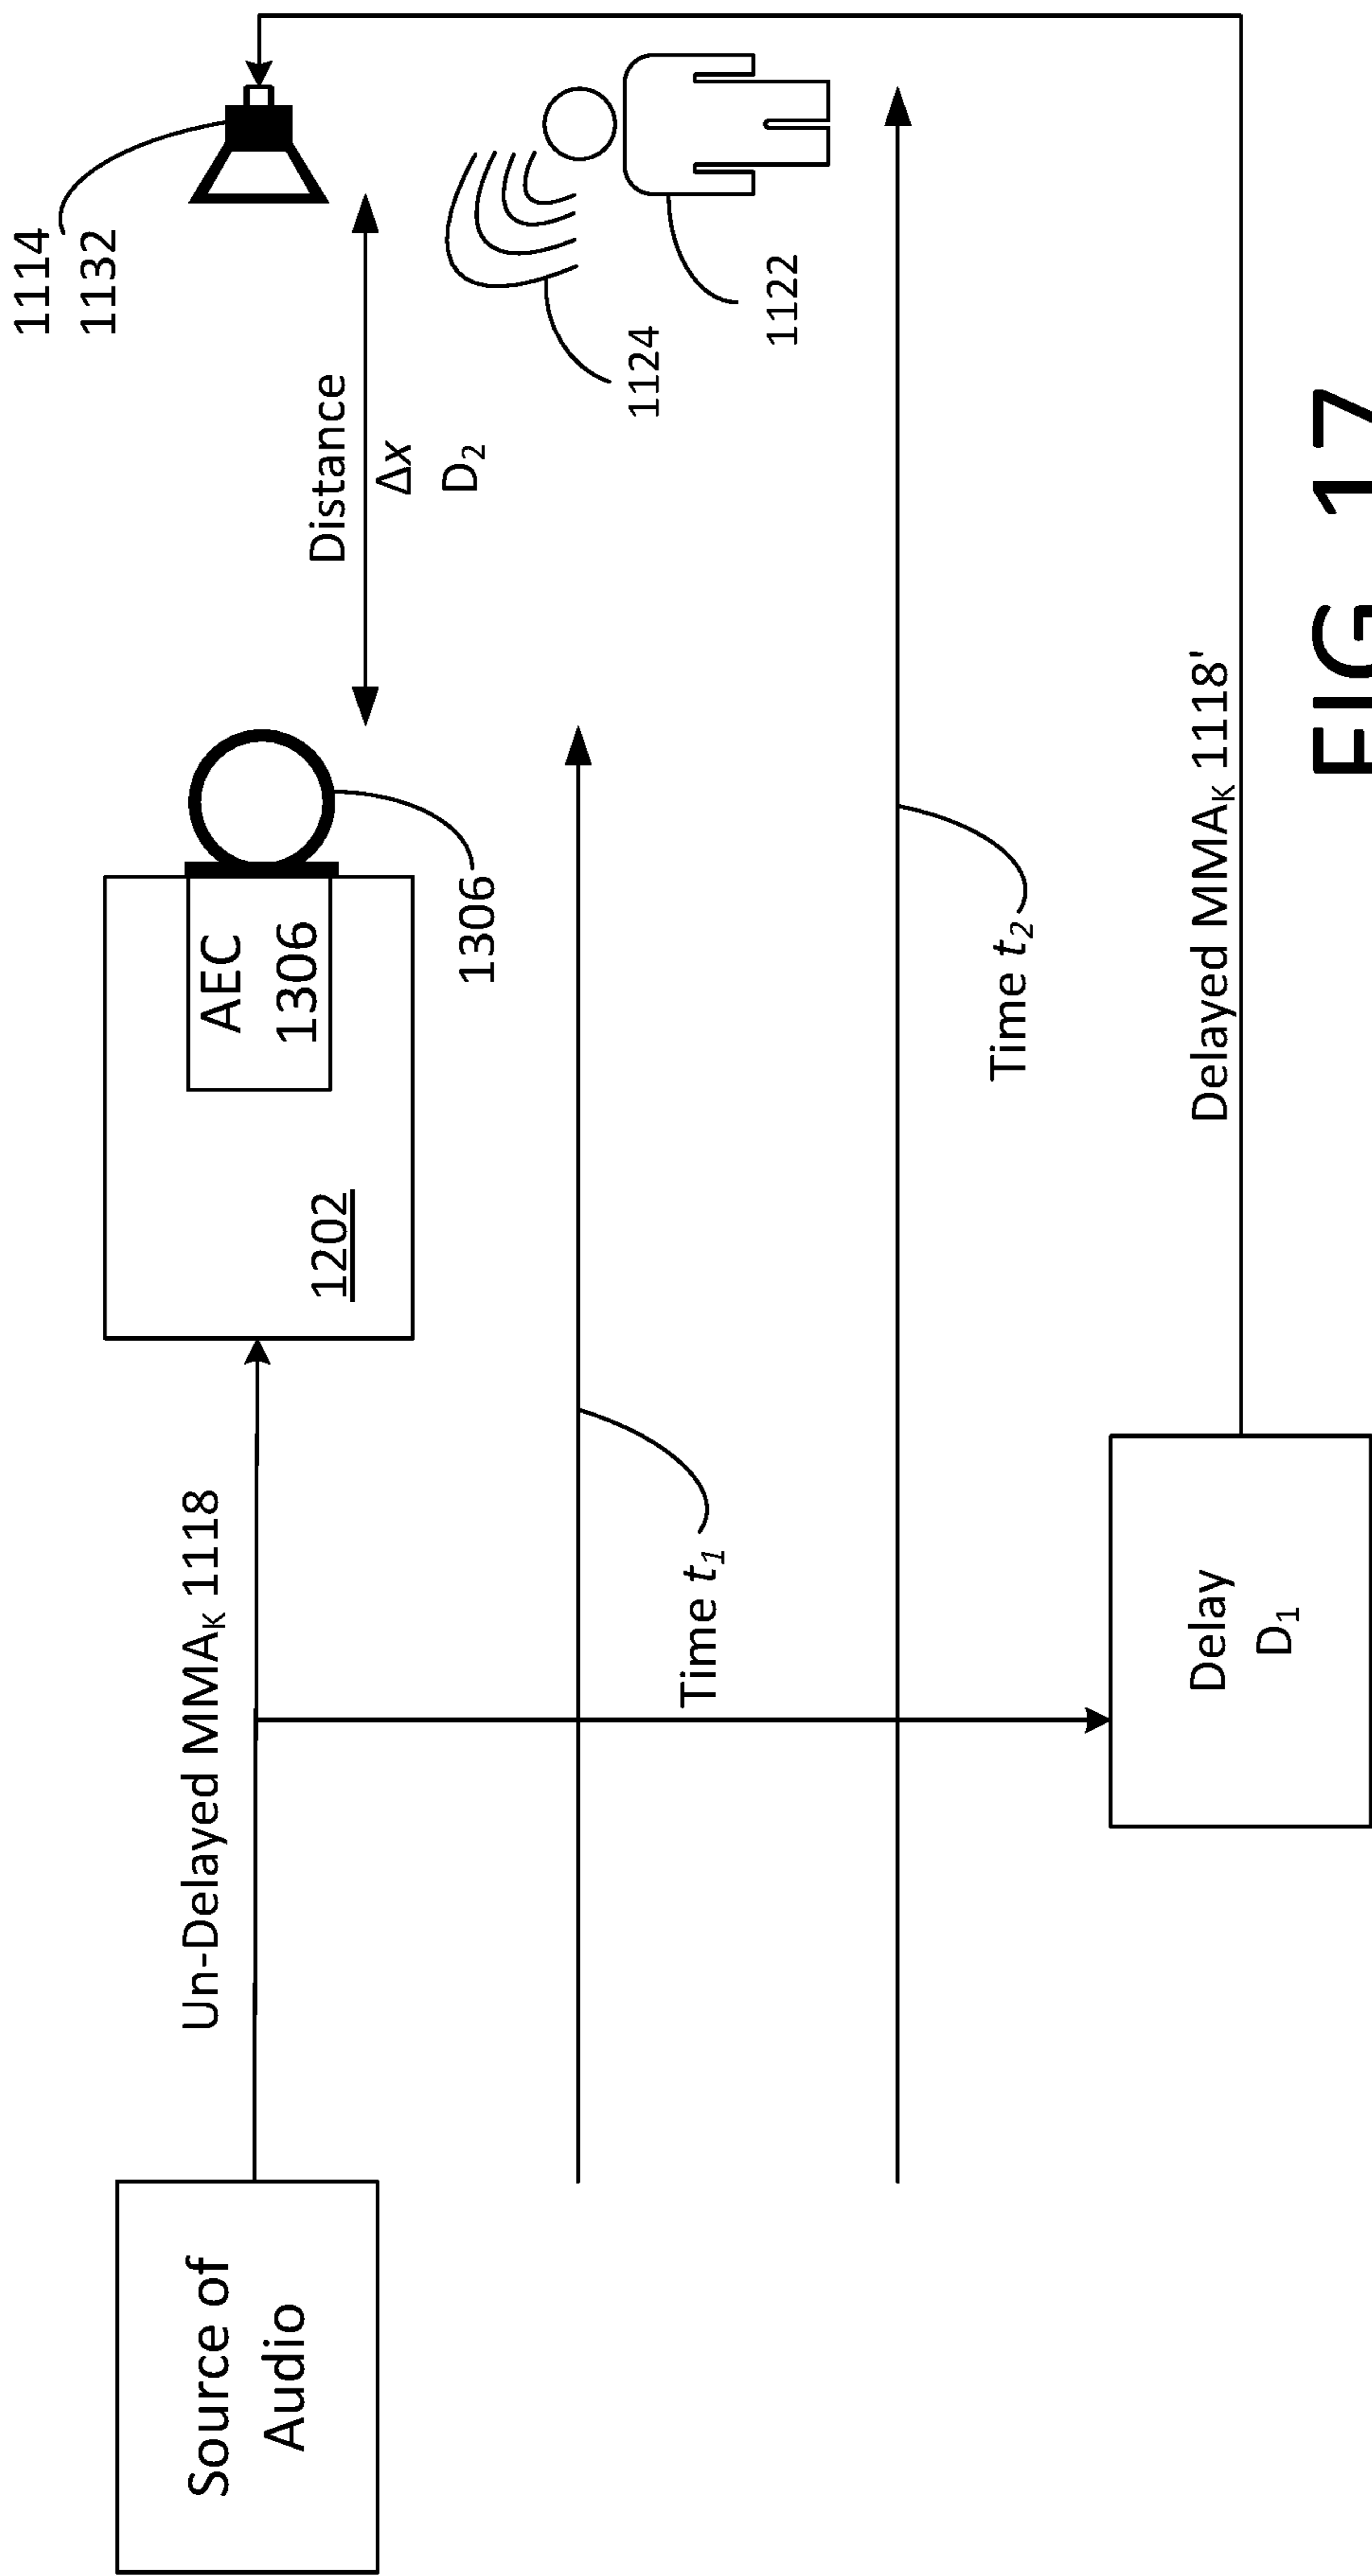 1114
1132
Distance
Δx
D₂
1124
1122
AEC
1306
1306
1202
Un-Delayed MMAₖ 1118
Time t₁
Time t₂
Delayed MMAₖ 1118'
Source of
Audio
Delay
D₁
FIG. 17